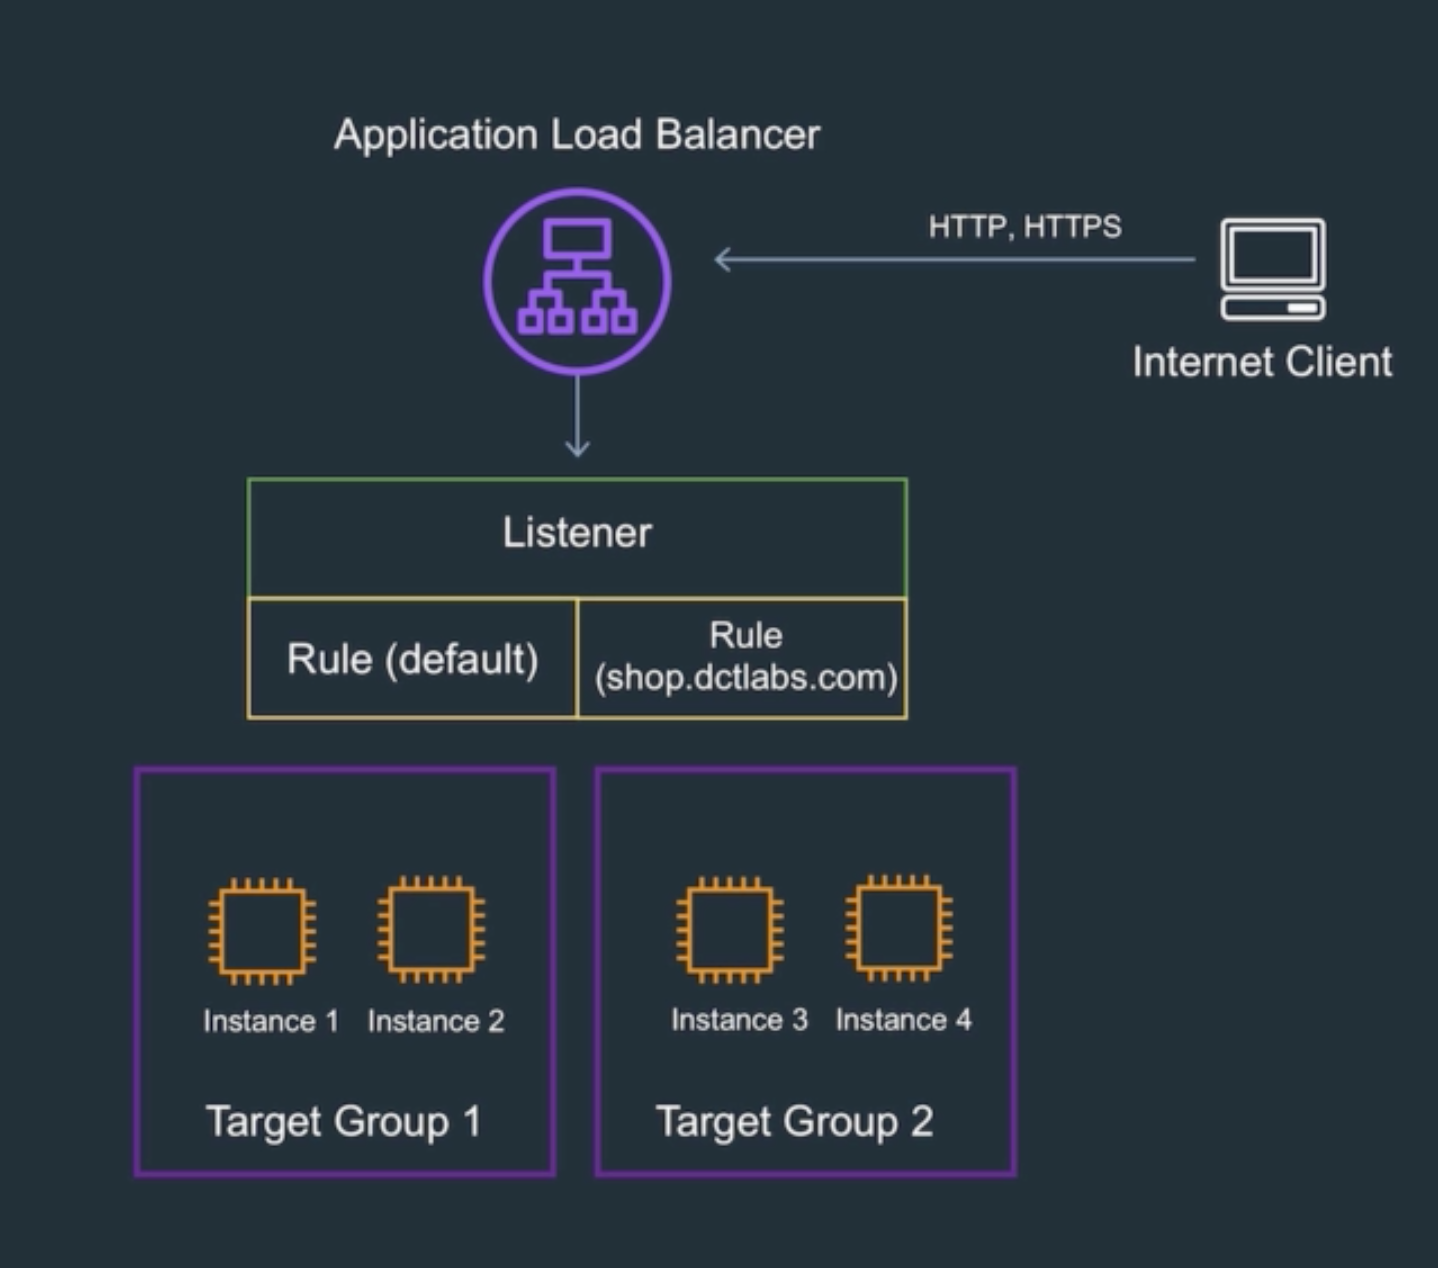 Application Load Balancer
HTTP, HTTPS
Internet Client
Listener
Rule (default)
Rule
(shop.dctlabs.com)
Instance 1
Instance 2
Instance 3
Instance 4
Target Group 1
Target Group 2